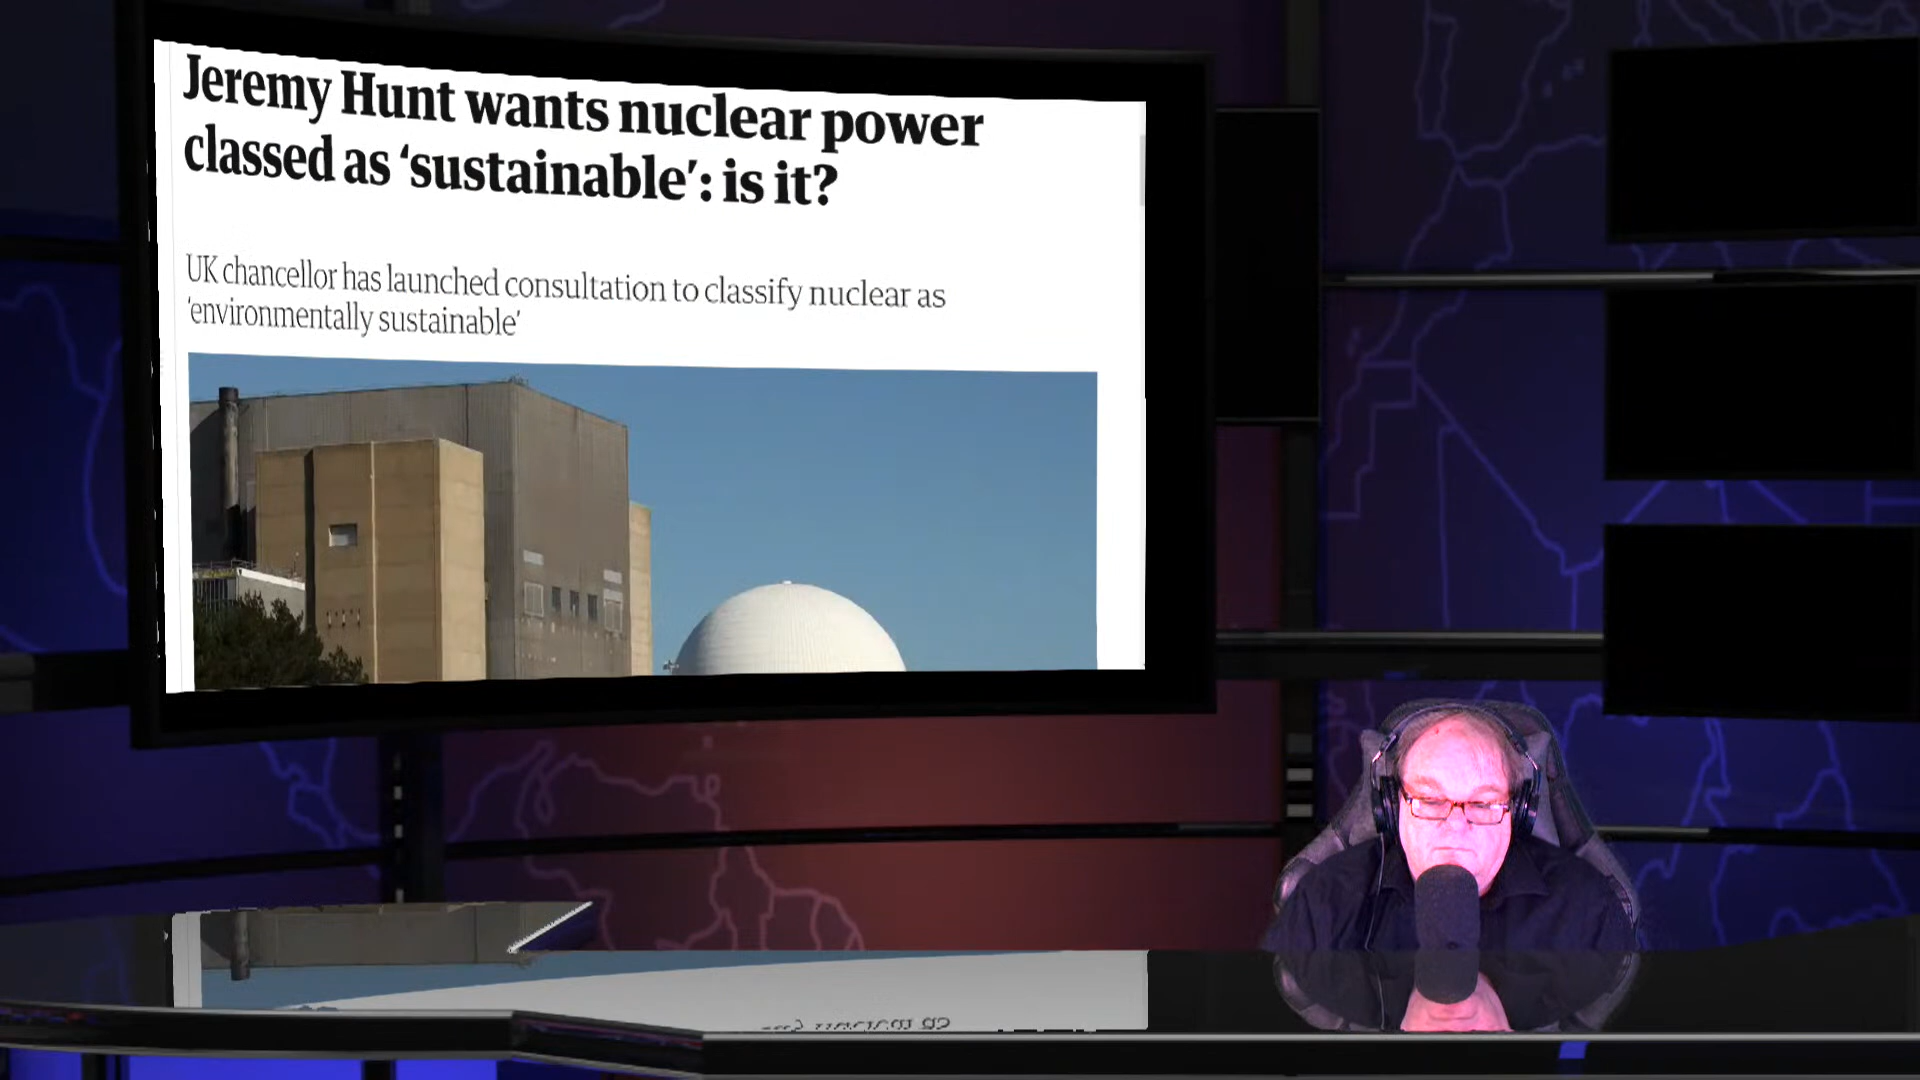 Jeremy Hunt wants nuclear power
classed as ‘sustainable’: is it?
UK chancellor has launched consultation to classify nuclear as
‘environmentally sustainable’